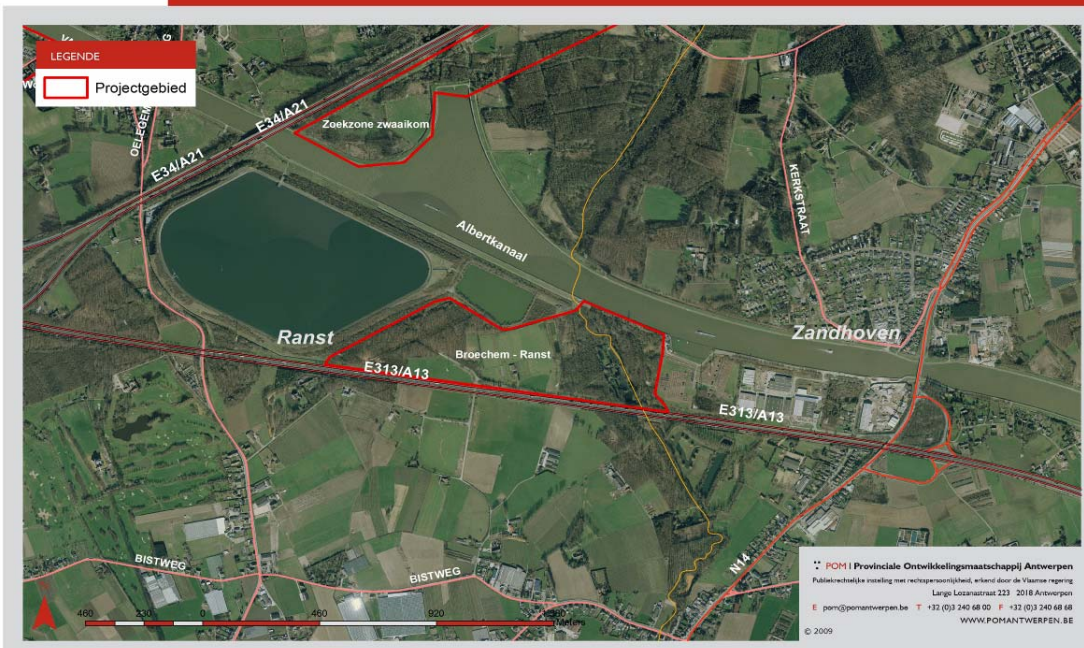 LEGENDE
Projectgebied
E34/A21
E34/A21
Zoekzone zwaaikom
KERKSTRAAT
Albertkanaal
Ranst
Zandhoven
Broechem - Ranst
E313/A13
E313/A13
BISTWEG
BISTWEG
N14
460 230 0 460 920
Meters
POM | Provinciale Ontwikkelingsmaatschappij Antwerpen
Publiekrechtelijke instelling met rechtspersoonlijkheid, erkend door de Vlaamse regering
Lange Lozanastraat 223 2018 Antwerpen
E pom@pomantwerpen.be T +32 (0)3 240 68 00 F +32 (0)3 240 68 68
WWW.POMANTWERPEN.BE
© 2009